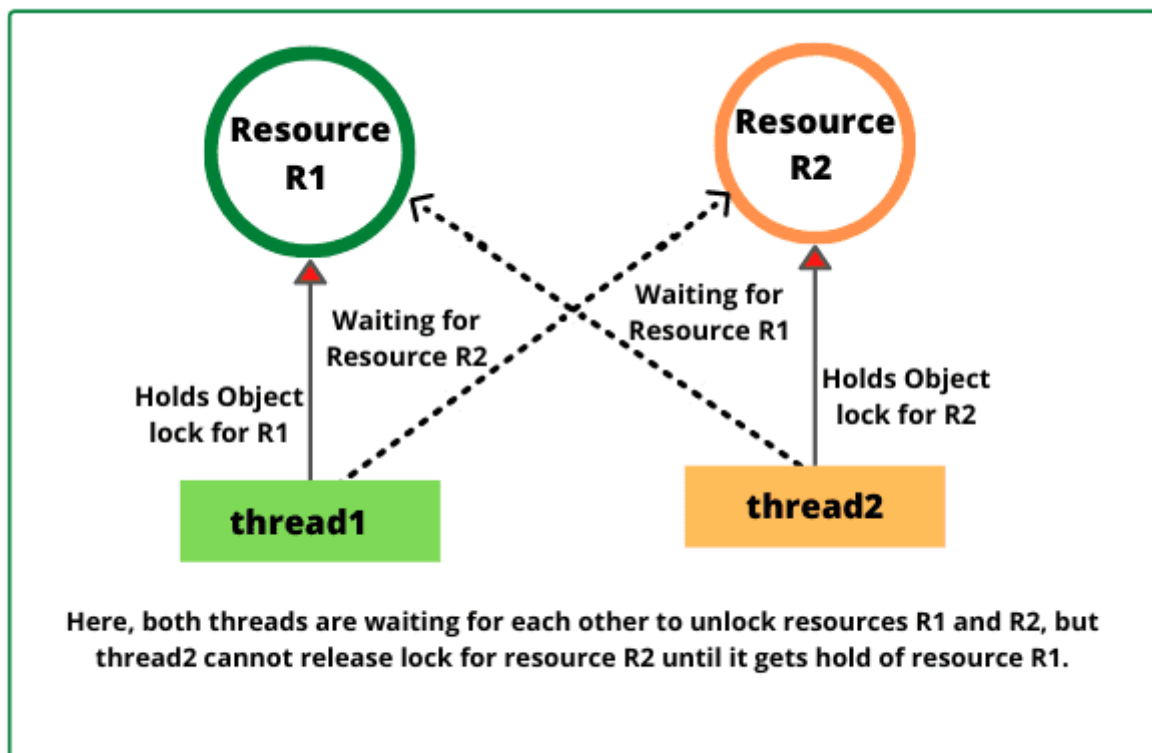 Resource
R1
Resource
R2
Waiting for
Resource R2
Waiting for
Resource R1
Holds Object
lock for R1
Holds Object
lock for R2
thread1
thread2
Here, both threads are waiting for each other to unlock resources R1 and R2, but
thread2 cannot release lock for resource R2 until it gets hold of resource R1.